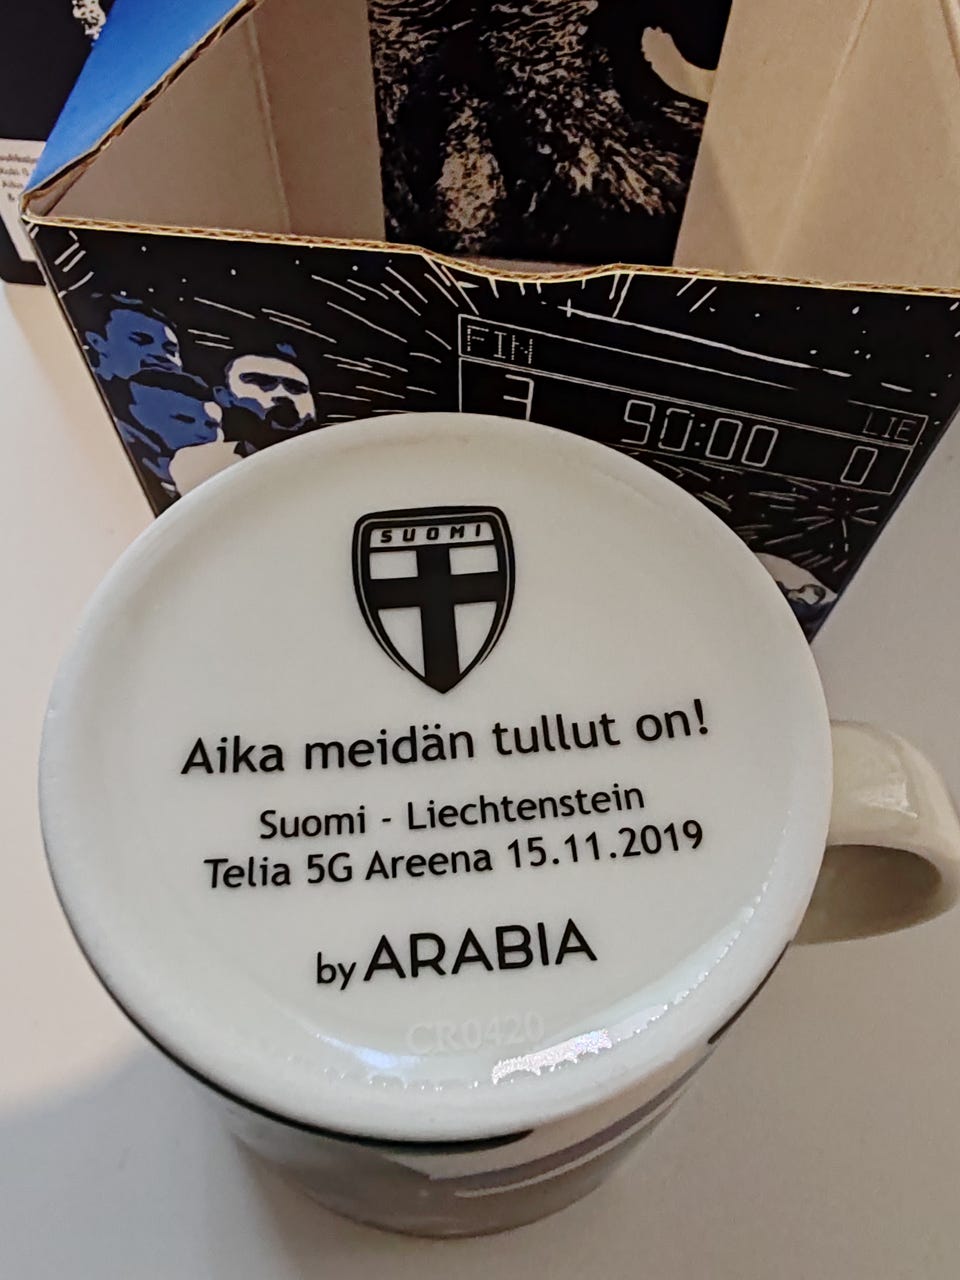 FIN
3 90:00 LIE
0
SUOMI
Aika meidän tullut on!
Suomi - Liechtenstein
Telia 5G Areena 15.11.2019
by ARABIA
CR0420